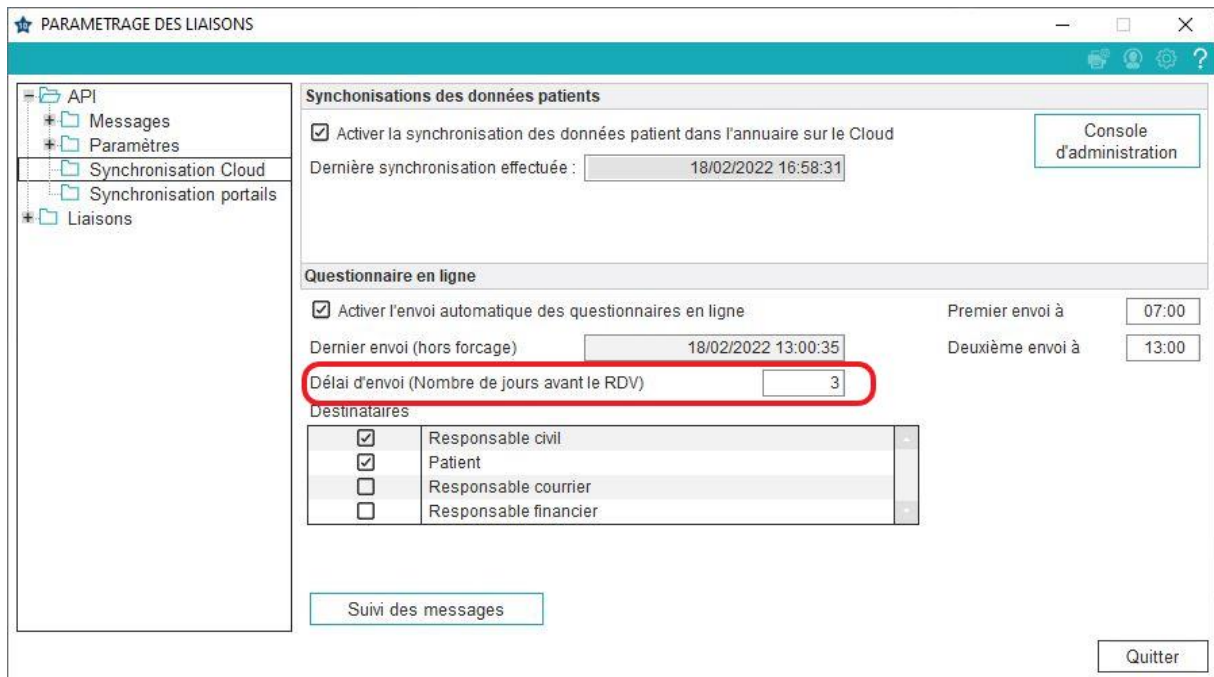 PARAMETRAGE DES LIAISONS
?
API
Messages
Paramètres
Synchronisation Cloud
Synchronisation portails
Liaisons
Synchonisations des données patients
Activer la synchronisation des données patient dans l'annuaire sur le Cloud
Console
d'administration
Dernière synchronisation effectuée :
18/02/2022 16:58:31
Questionnaire en ligne
Activer l'envoi automatique des questionnaires en ligne
Premier envoi à
07:00
Dernier envoi (hors forcage)
18/02/2022 13:00:35
Deuxième envoi à
13:00
Délai d'envoi (Nombre de jours avant le RDV)
3
Destinataires
Responsable civil
Patient
Responsable courrier
Responsable financier
Suivi des messages
Quitter